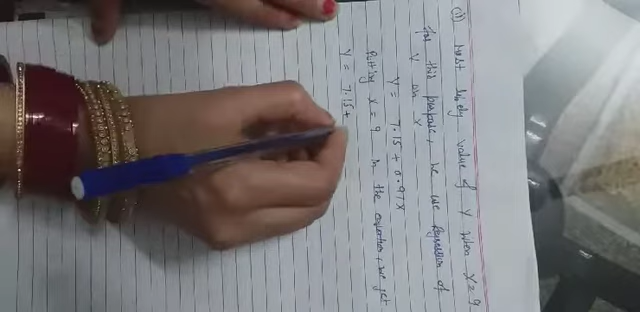 (ii) Most likely value of Y when X = 9
For this purpose, we use Regression of
Y on X
Y = 7.15 + 0.97X
Putting X = 9 in the equation, we get
Y = 7.15+